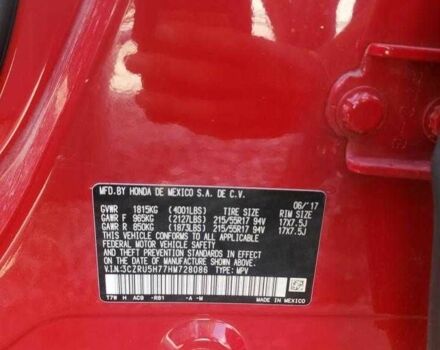 MFD.BY HONDA DE MEXICO S.A. DE C.V.
06/'17
GVWR 1815KG (4001LBS) TIRE SIZE RIM SIZE
GAWR F 965KG (2127LBS) 215/55R17 94V 17X7.5J
GAWR R 850KG (1873LBS) 215/55R17 94V 17X7.5J
THIS VEHICLE CONFORMS TO ALL APPLICABLE
FEDERAL MOTOR VEHICLE SAFETY AND
THEFT PREVENTION STANDARDS IN EFFECT ON
THE DATE OF MANUFACTURE SHOWN ABOVE.
V.I.N:3CZRU5H77HM728086 TYPE: MPV
T7W H AC0 -R81 -A -M
MADE IN MEXICO